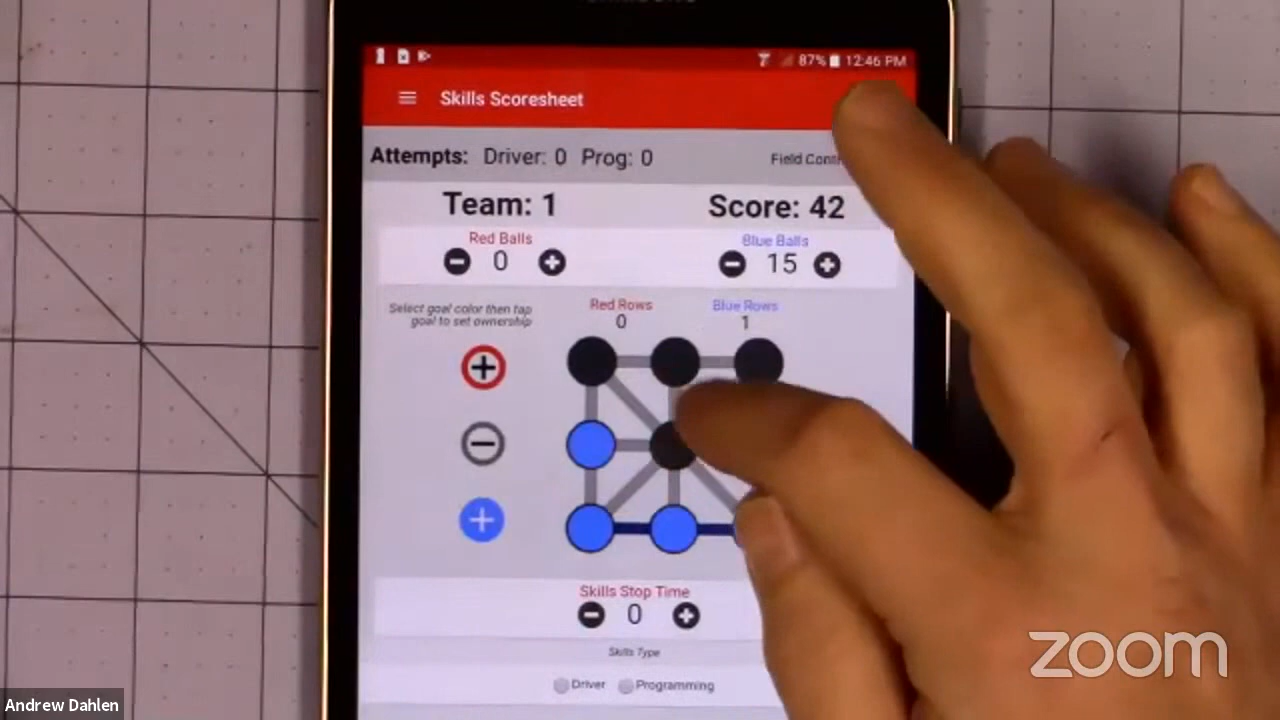 87% 12:46 PM
Skills Scoresheet
Attempts: Driver: 0 Prog: 0
Team: 1 Score: 42
Red Balls Blue Balls
0 15
Select goal color then tap
goal to set ownership
Red Rows Blue Rows
0 1
Skills Stop Time
0
Skills Type
Driver Programming
zoom
Andrew Dahlen